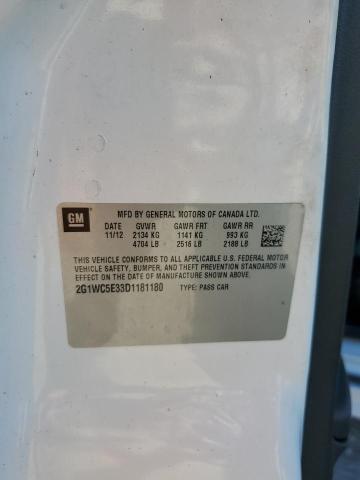 GM
MFD BY GENERAL MOTORS OF CANADA LTD.
DATE GVWR GAWR FRT GAWR RR
11/12 2134 KG 1141 KG 993 KG
4704 LB 2516 LB 2188 LB
THIS VEHICLE CONFORMS TO ALL APPLICABLE U.S. FEDERAL MOTOR
VEHICLE SAFETY, BUMPER, AND THEFT PREVENTION STANDARDS IN
EFFECT ON THE DATE OF MANUFACTURE SHOWN ABOVE.
2G1WC5E33D1181180 TYPE: PASS CAR